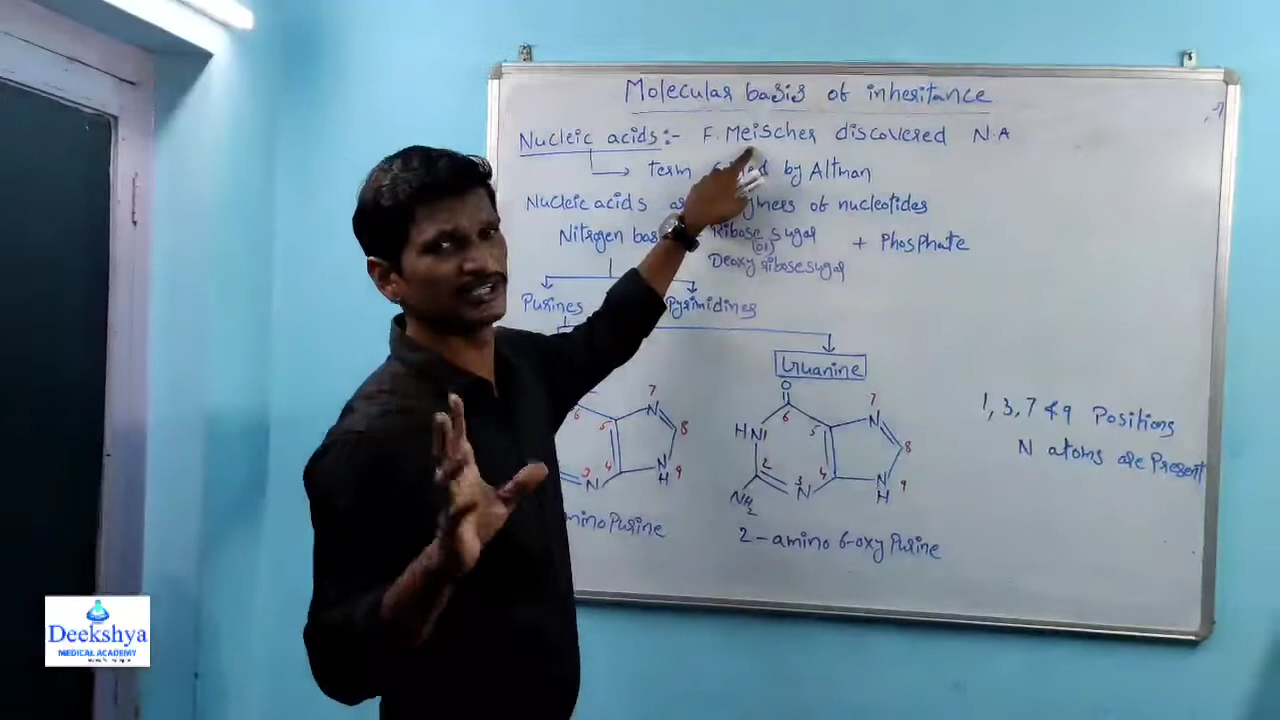 Molecular basis of inheritance
Nucleic acids:- F. Meischer discovered N.A
term by Altman
Nucleic acids of nucleotides
Nitrogen Ribose sugar + Phosphate
(or)
Deoxy ribose sugar
Purines Pyrimidines
Guanine
O
6 5 4 3 N 7 N 8 9 N H
HN 1 2 3 N 4 5 6 7 N 8 9 N H
NH2
1, 3, 7 & 9 Positions
N atoms are Present
Purine
2-amino 6-oxy Purine
Deekshya
MEDICAL ACADEMY